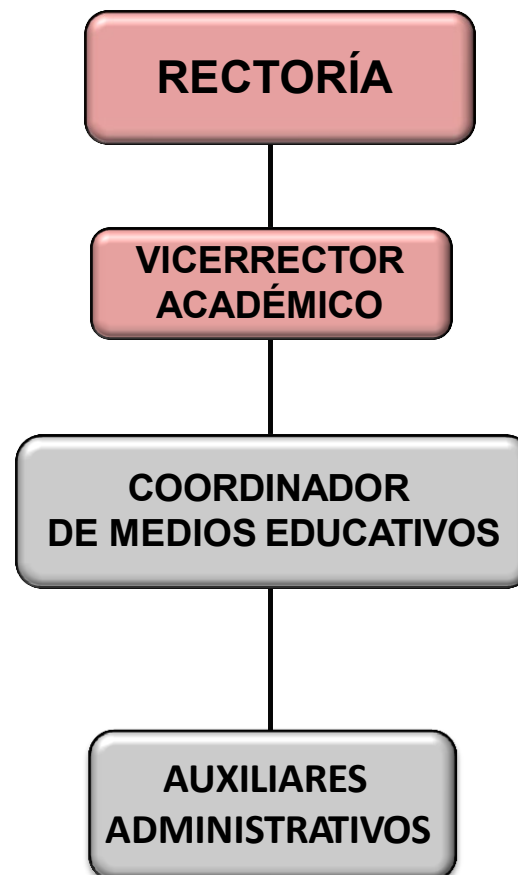 RECTORÍA
VICERRECTOR
ACADÉMICO
COORDINADOR
DE MEDIOS EDUCATIVOS
AUXILIARES
ADMINISTRATIVOS